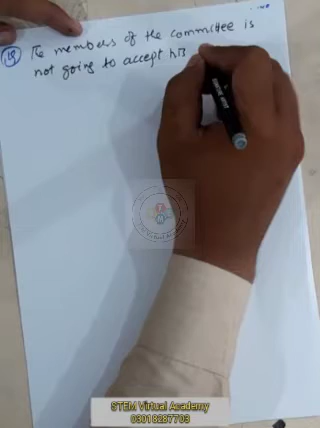 18 The members of the committee is
not going to accept his
STEM Virtual Academy
03018287703